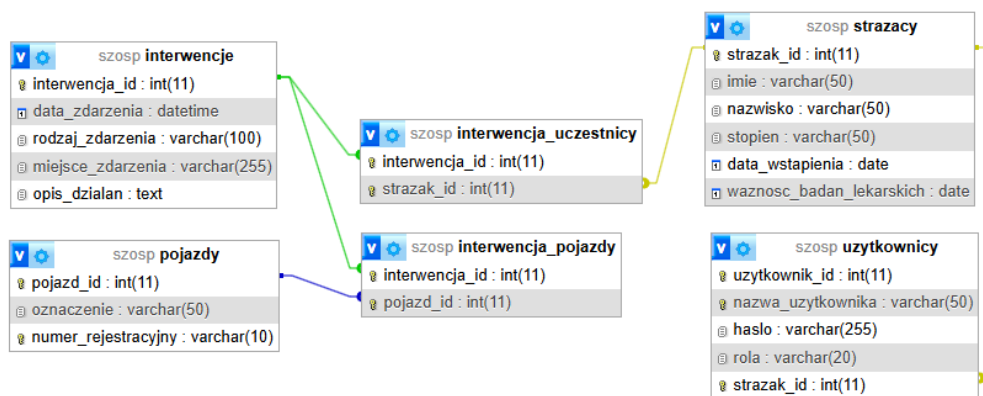 szosp interwencje
interwencja_id : int(11)
data_zdarzenia : datetime
rodzaj_zdarzenia : varchar(100)
miejsce_zdarzenia : varchar(255)
opis_dzialan : text
szosp pojazdy
pojazd_id : int(11)
oznaczenie : varchar(50)
numer_rejestracyjny : varchar(10)
szosp interwencja_uczestnicy
interwencja_id : int(11)
strazak_id : int(11)
szosp interwencja_pojazdy
interwencja_id : int(11)
pojazd_id : int(11)
szosp strazacy
strazak_id : int(11)
imie : varchar(50)
nazwisko : varchar(50)
stopien : varchar(50)
data_wstapienia : date
waznosc_badan_lekarskich : date
szosp uzytkownicy
uzytkownik_id : int(11)
nazwa_uzytkownika : varchar(50)
haslo : varchar(255)
rola : varchar(20)
strazak_id : int(11)